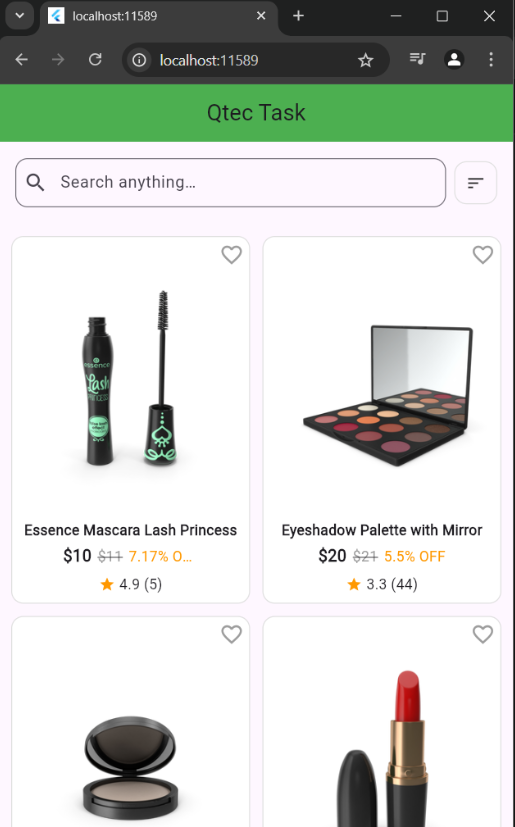 localhost:11589
localhost:11589
Qtec Task
Search anything...
essence
Lash
PRINCESS
Essence Mascara Lash Princess
$10 $11 7.17% O...
4.9 (5)
Eyeshadow Palette with Mirror
$20 $21 5.5% OFF
3.3 (44)